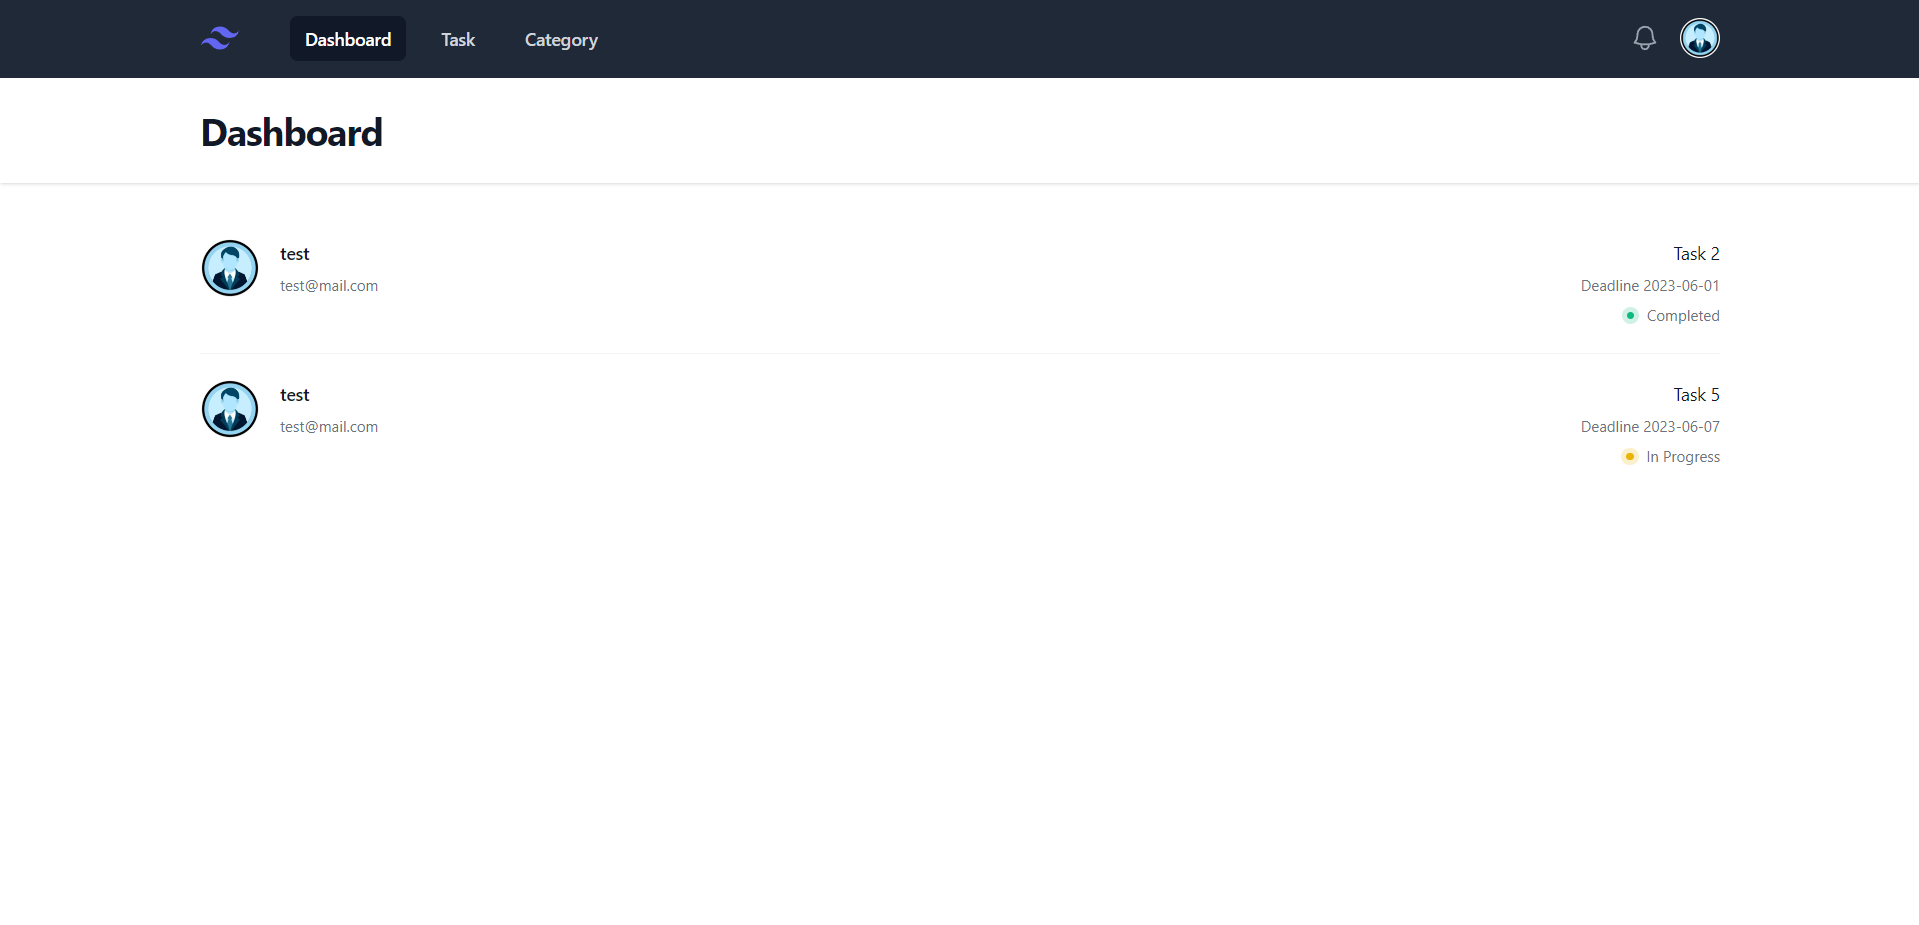 Dashboard Task Category
Dashboard
test
test@mail.com
Task 2
Deadline 2023-06-01
Completed
test
test@mail.com
Task 5
Deadline 2023-06-07
In Progress